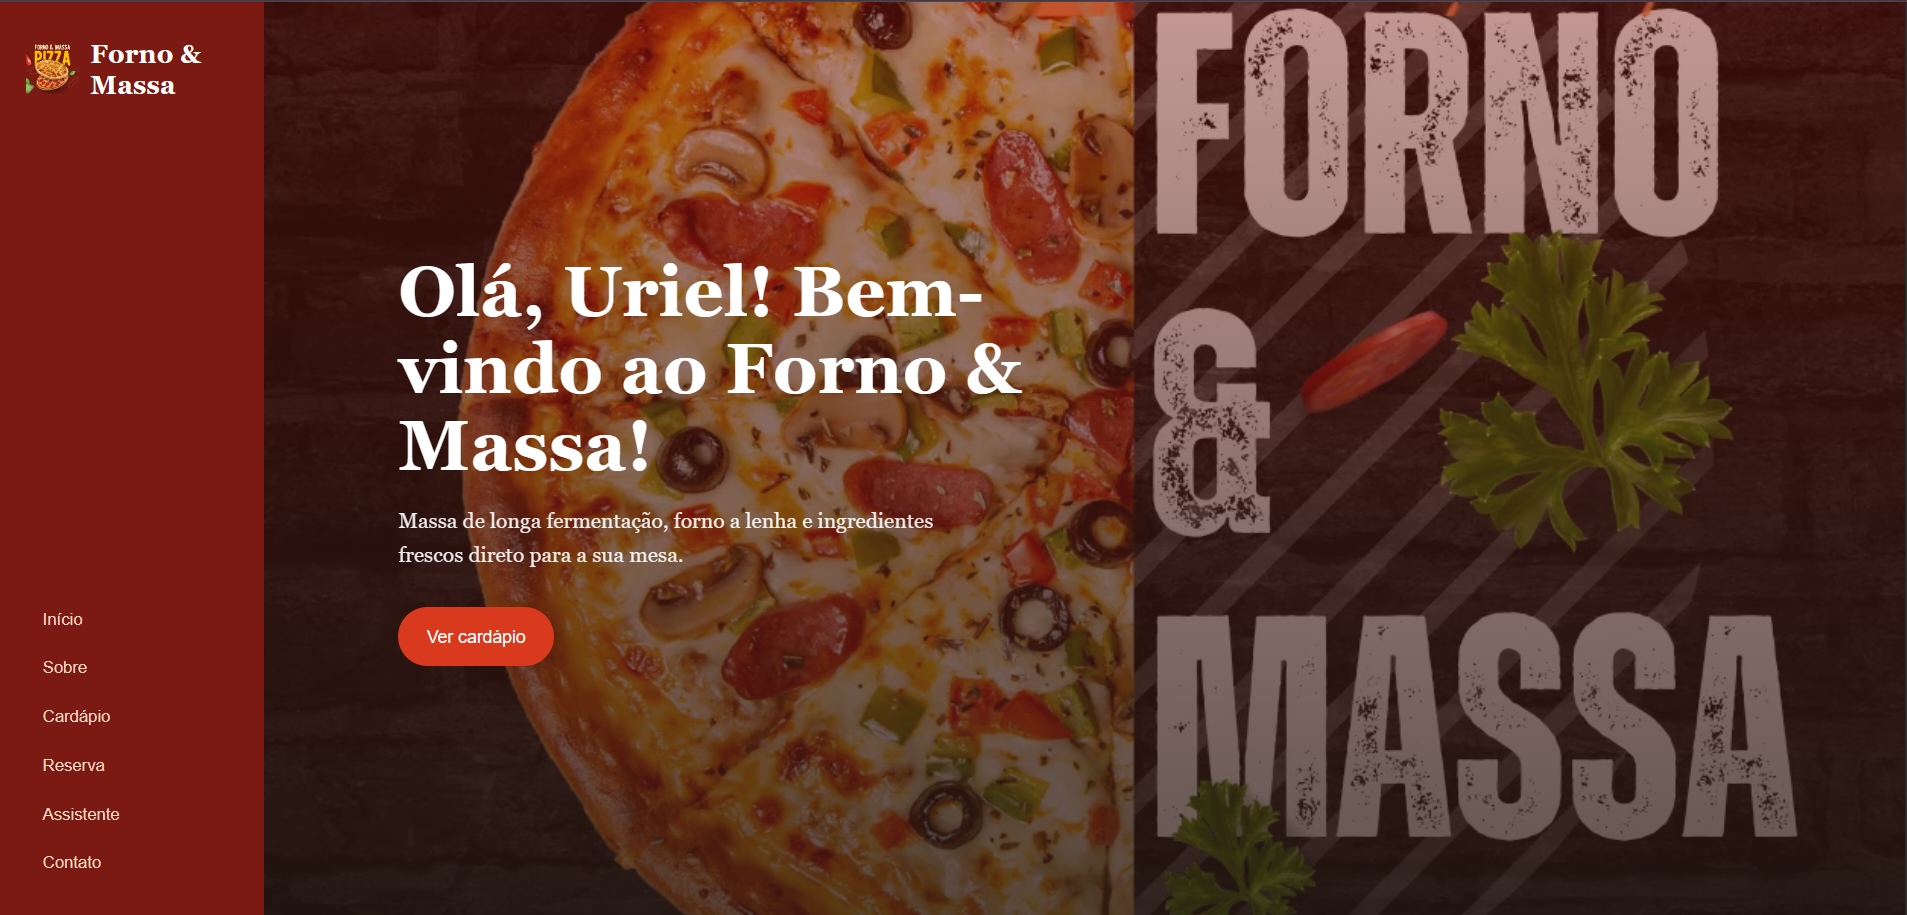 FORNO & MASSA
PIZZA
Forno &
Massa
Início
Sobre
Cardápio
Reserva
Assistente
Contato
Olá, Uriel! Bem-
vindo ao Forno &
Massa!
Massa de longa fermentação, forno a lenha e ingredientes
frescos direto para a sua mesa.
Ver cardápio
FORNO
&
MASSA